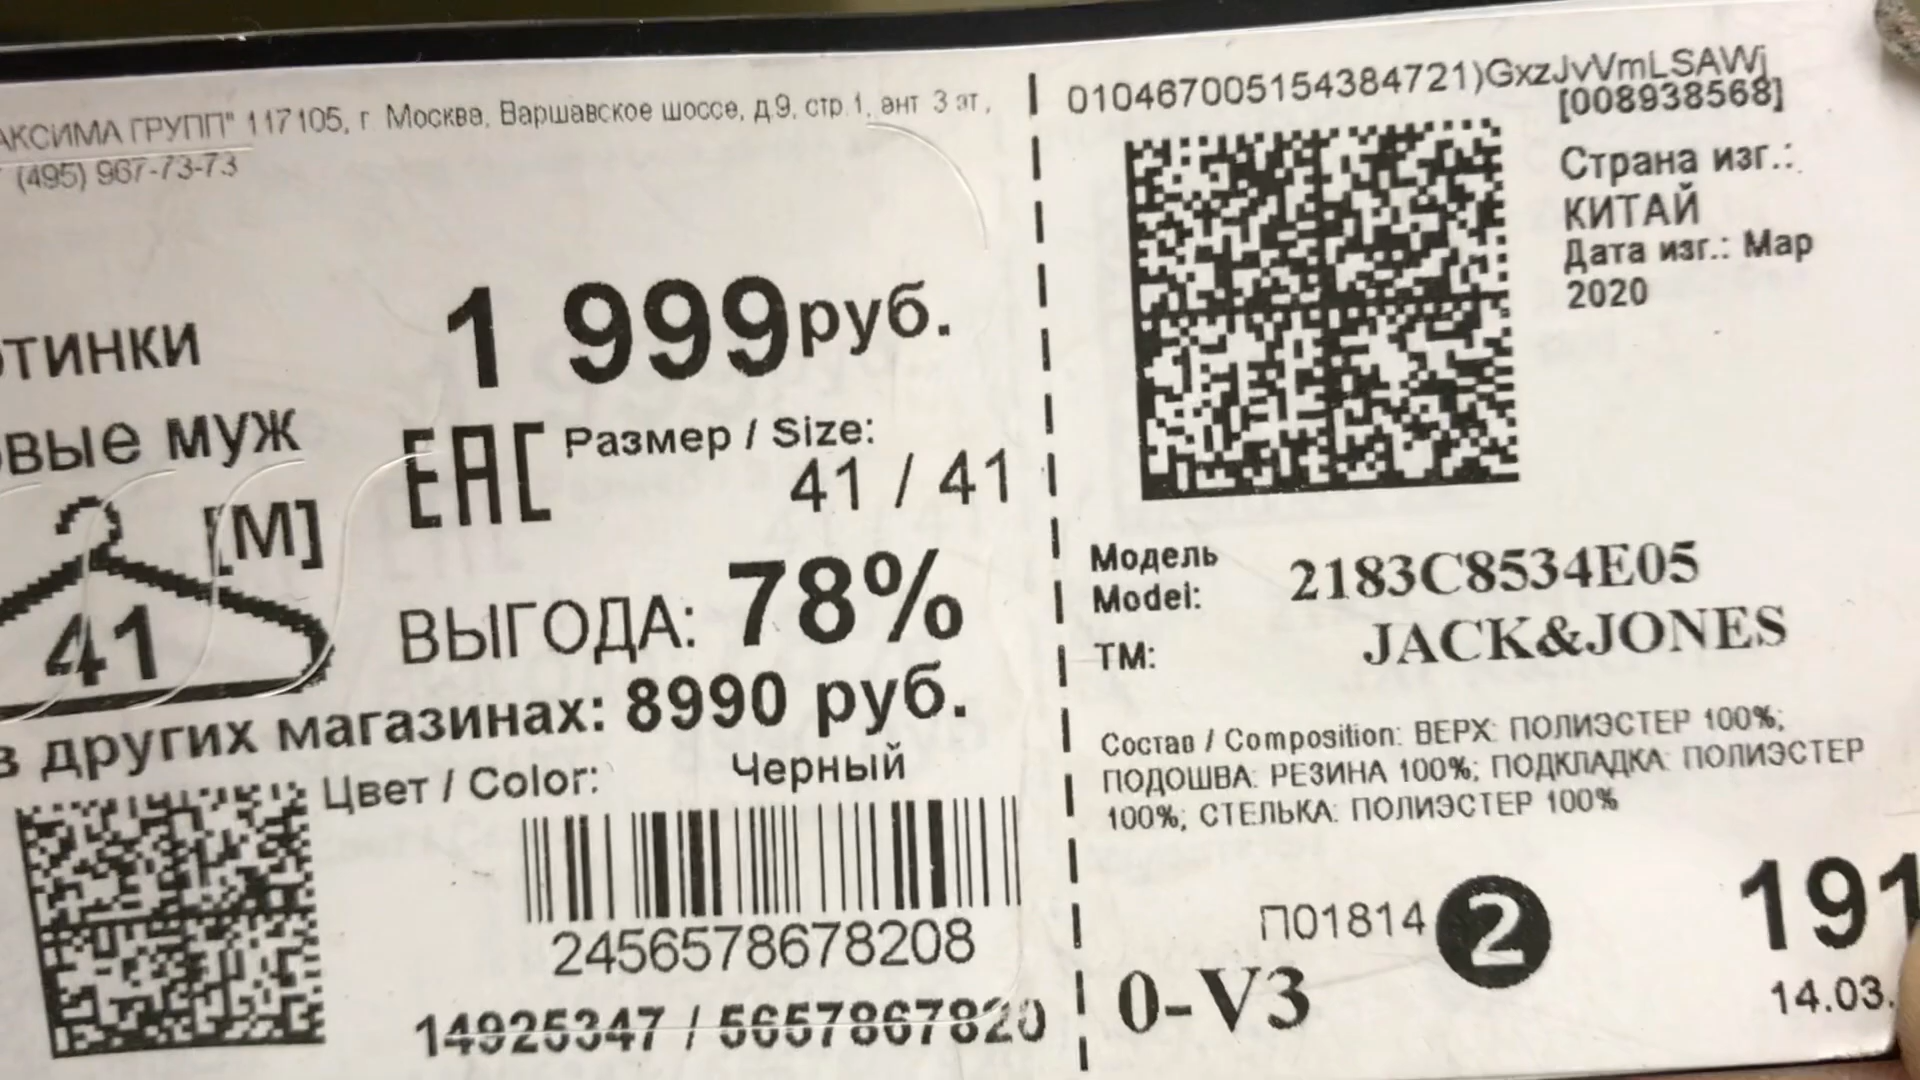 АКСИМА ГРУПП" 117105, г Москва, Варшавское шоссе, д.9, стр.1, ант 3 эт,
(495) 967-73-73
тинки
овые муж
1 999руб.
EAC
Размер / Size:
41 / 41
[M]
41
ВЫГОДА: 78%
в других магазинах: 8990 руб.
Цвет / Color:
Черный
2456578678208
14925347 / 5657867820
010467005154384721)GxzJvVmLSAWj
[008938568]
Страна изг.:
КИТАЙ
Дата изг.: Мар
2020
Модель
Model:
2183C8534E05
ТМ:
JACK&JONES
Состав / Composition: ВЕРХ: ПОЛИЭСТЕР 100%;
ПОДОШВА: РЕЗИНА 100%; ПОДКЛАДКА: ПОЛИЭСТЕР
100%; СТЕЛЬКА: ПОЛИЭСТЕР 100%
П01814 2
191
0-V3
14.03.